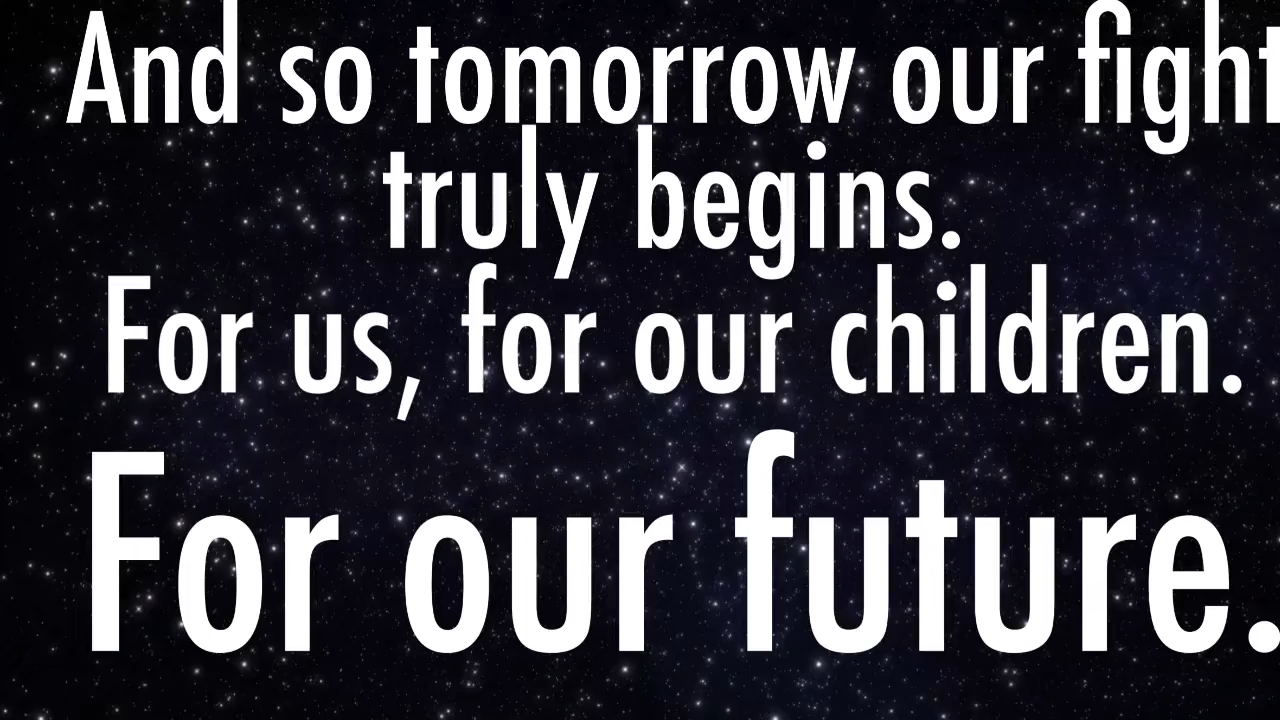 And so tomorrow our fight
truly begins.
For us, for our children.
For our future.